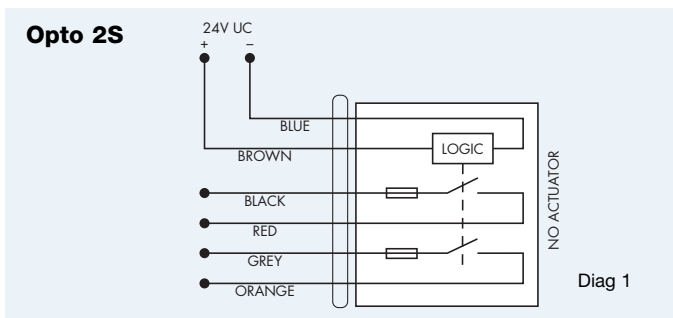 Opto 2S
24V UC
+ –
BLUE
BROWN
LOGIC
BLACK
RED
GREY
ORANGE
NO ACTUATOR
Diag 1